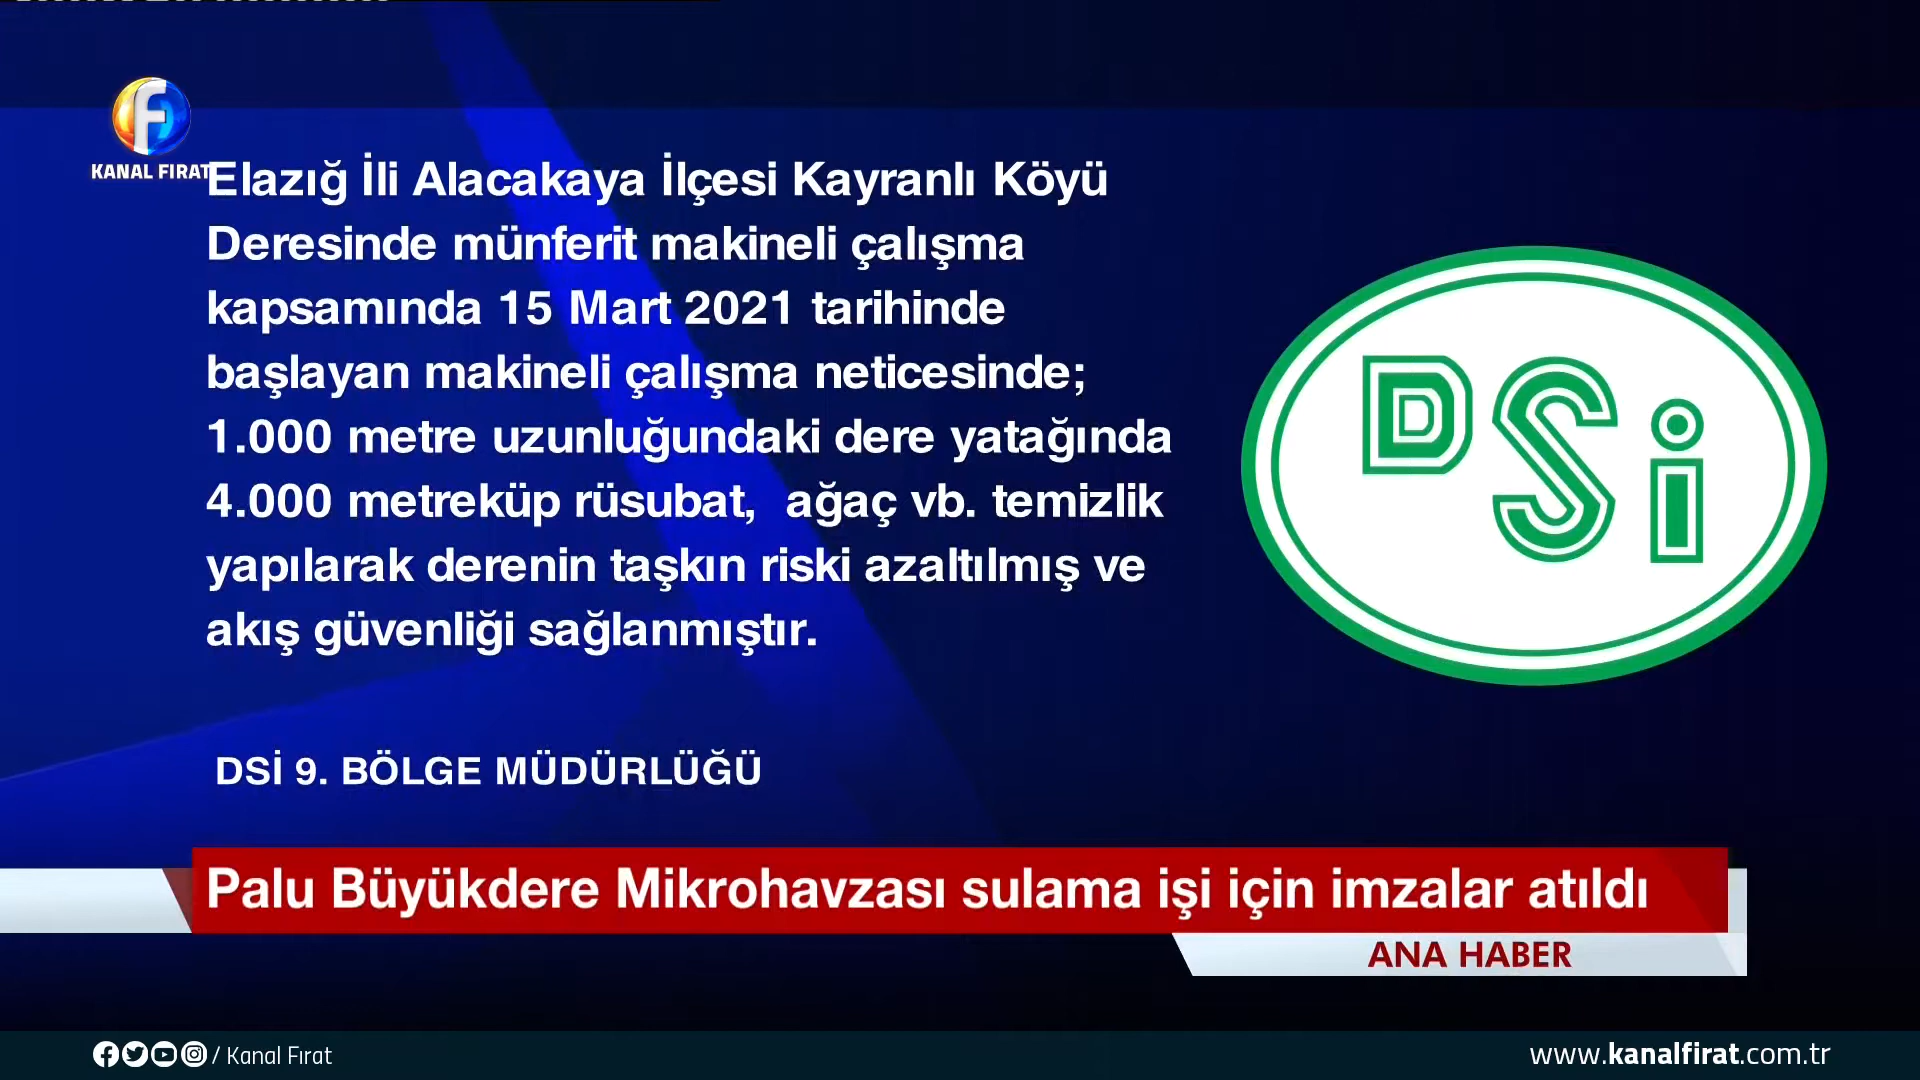 KANAL FIRAT
Elazığ İli Alacakaya İlçesi Kayranlı Köyü
Deresinde münferit makineli çalışma
kapsamında 15 Mart 2021 tarihinde
başlayan makineli çalışma neticesinde;
1.000 metre uzunluğundaki dere yatağında
4.000 metreküp rüsubat, ağaç vb. temizlik
yapılarak derenin taşkın riski azaltılmış ve
akış güvenliği sağlanmıştır.
DSi
DSİ 9. BÖLGE MÜDÜRLÜĞÜ
Palu Büyükdere Mikrohavzası sulama işi için imzalar atıldı
ANA HABER
/ Kanal Fırat
www.kanalfirat.com.tr